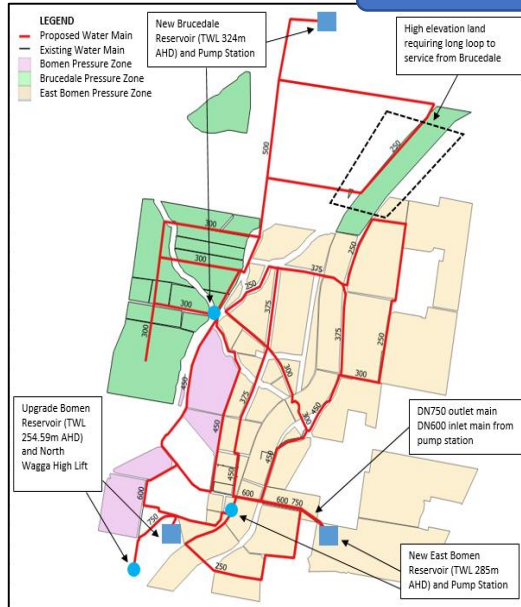 LEGEND
Proposed Water Main
Existing Water Main
Bomen Pressure Zone
Brucedale Pressure Zone
East Bomen Pressure Zone
New Brucedale
Reservoir (TWL 324m
AHD) and Pump Station
High elevation land
requiring long loop to
service from Brucedale
500
250
300
300
300
300
250
375
250
375
375
250
300
300
300
450
450
375
450
450
450
600
600
750
600
750
250
Upgrade Bomen
Reservoir (TWL
254.59m AHD)
and North
Wagga High Lift
DN750 outlet main
DN600 inlet main from
pump station
New East Bomen
Reservoir (TWL 285m
AHD) and Pump Station